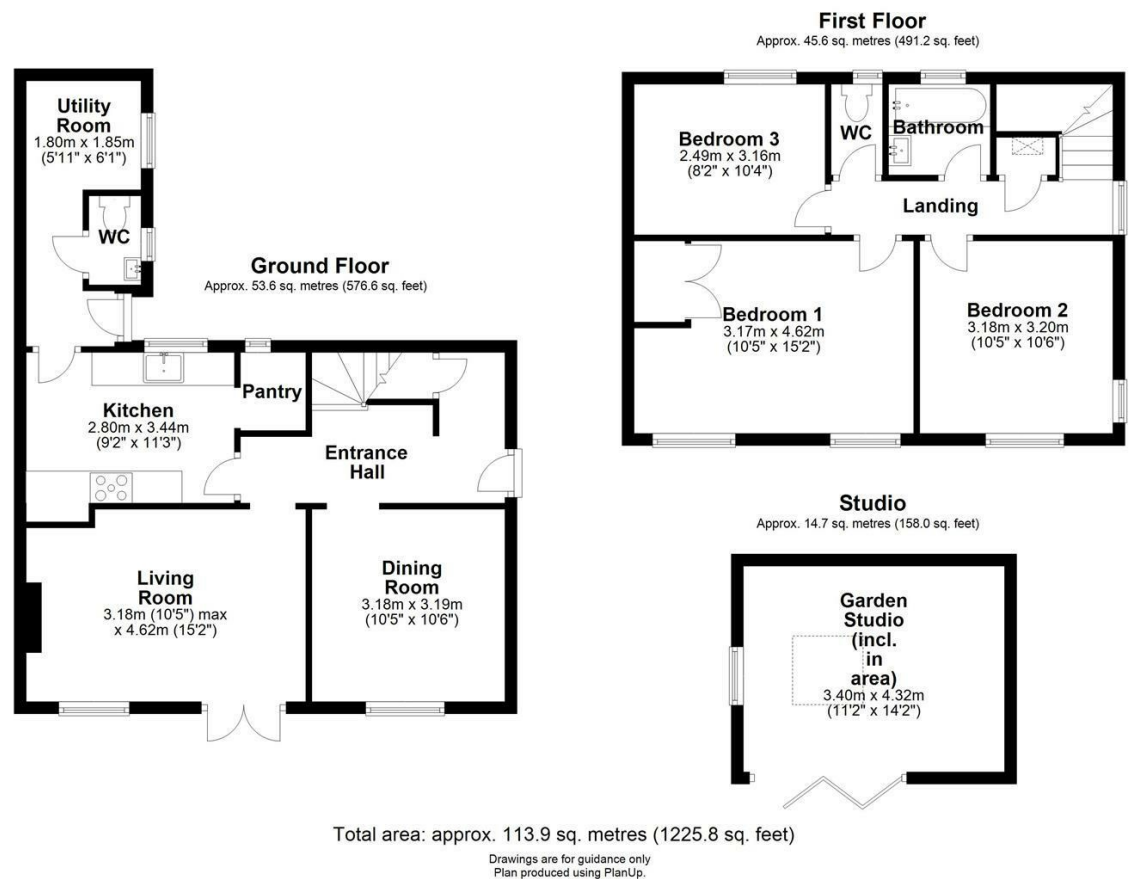 Ground Floor
Approx. 53.6 sq. metres (576.6 sq. feet)
Utility
Room
1.80m x 1.85m
(5'11" x 6'1")
WC
Kitchen
2.80m x 3.44m
(9'2" x 11'3")
Pantry
Entrance
Hall
Living
Room
3.18m (10'5") max
x 4.62m (15'2")
Dining
Room
3.18m x 3.19m
(10'5" x 10'6")
First Floor
Approx. 45.6 sq. metres (491.2 sq. feet)
Bedroom 3
2.49m x 3.16m
(8'2" x 10'4")
WC
Bathroom
Landing
Bedroom 1
3.17m x 4.62m
(10'5" x 15'2")
Bedroom 2
3.18m x 3.20m
(10'5" x 10'6")
Studio
Approx. 14.7 sq. metres (158.0 sq. feet)
Garden
Studio
(incl.
in
area)
3.40m x 4.32m
(11'2" x 14'2")
Total area: approx. 113.9 sq. metres (1225.8 sq. feet)
Drawings are for guidance only
Plan produced using PlanUp.